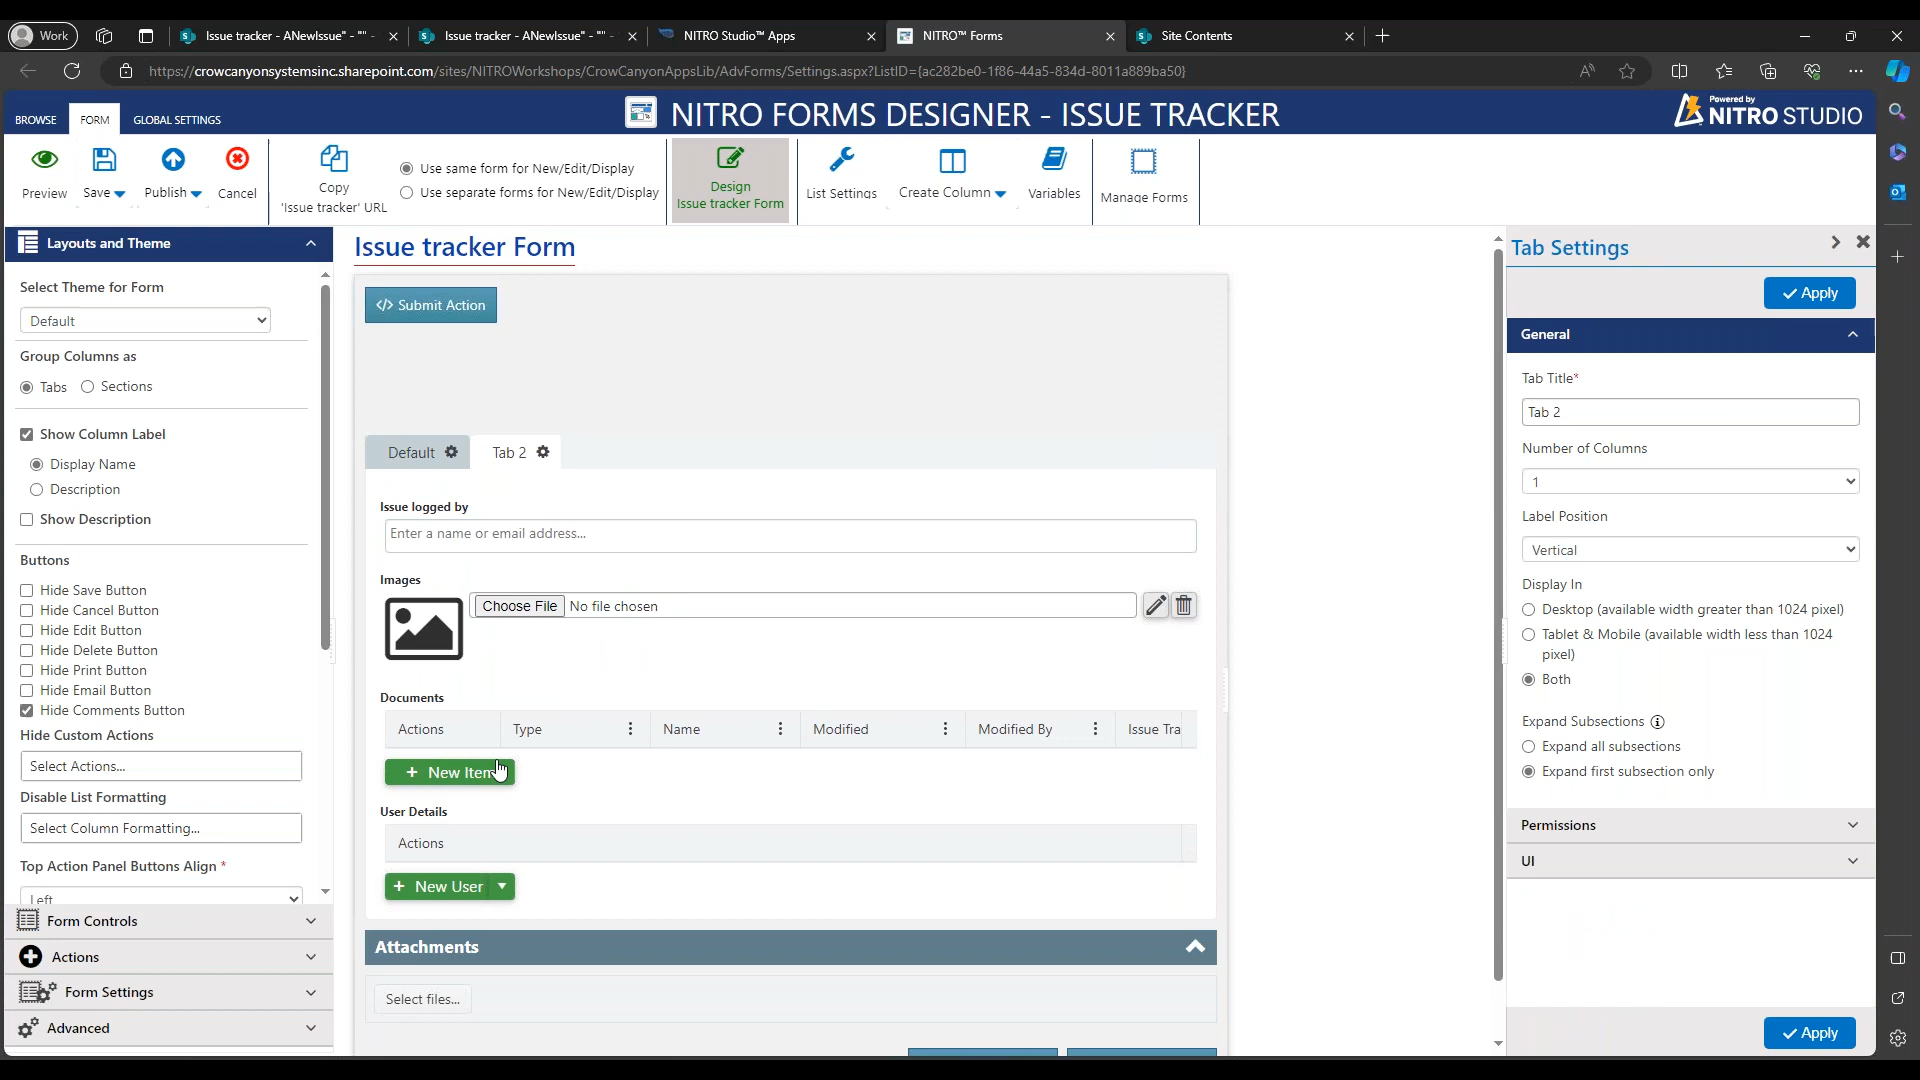 Work
Issue tracker - ANewIssue" - "" -
Issue tracker - ANewIssue" - "" -
NITRO Studio™ Apps
NITRO™ Forms
Site Contents
https://crowcanyonsystemsinc.sharepoint.com/sites/NITROWorkshops/CrowCanyonAppsLib/AdvForms/Settings.aspx?ListID={ac282be0-1f86-44a5-834d-8011a889ba50}
BROWSE
FORM
GLOBAL SETTINGS
NITRO FORMS DESIGNER - ISSUE TRACKER
Powered by
NITRO STUDIO
Preview
Save
Publish
Cancel
Copy
'Issue tracker' URL
Use same form for New/Edit/Display
Use separate forms for New/Edit/Display
Design
Issue tracker Form
List Settings
Create Column
Variables
Manage Forms
Layouts and Theme
Select Theme for Form
Default
Group Columns as
Tabs
Sections
Show Column Label
Display Name
Description
Show Description
Buttons
Hide Save Button
Hide Cancel Button
Hide Edit Button
Hide Delete Button
Hide Print Button
Hide Email Button
Hide Comments Button
Hide Custom Actions
Select Actions...
Disable List Formatting
Select Column Formatting...
Top Action Panel Buttons Align *
Left
Form Controls
Actions
Form Settings
Advanced
Issue tracker Form
</> Submit Action
Default
Tab 2
Issue logged by
Enter a name or email address...
Images
Choose File No file chosen
Documents
Actions
Type
Name
Modified
Modified By
Issue Tra
+ New Item
User Details
Actions
+ New User
Attachments
Select files...
Tab Settings
Apply
General
Tab Title*
Tab 2
Number of Columns
1
Label Position
Vertical
Display In
Desktop (available width greater than 1024 pixel)
Tablet & Mobile (available width less than 1024
pixel)
Both
Expand Subsections
Expand all subsections
Expand first subsection only
Permissions
UI
Apply